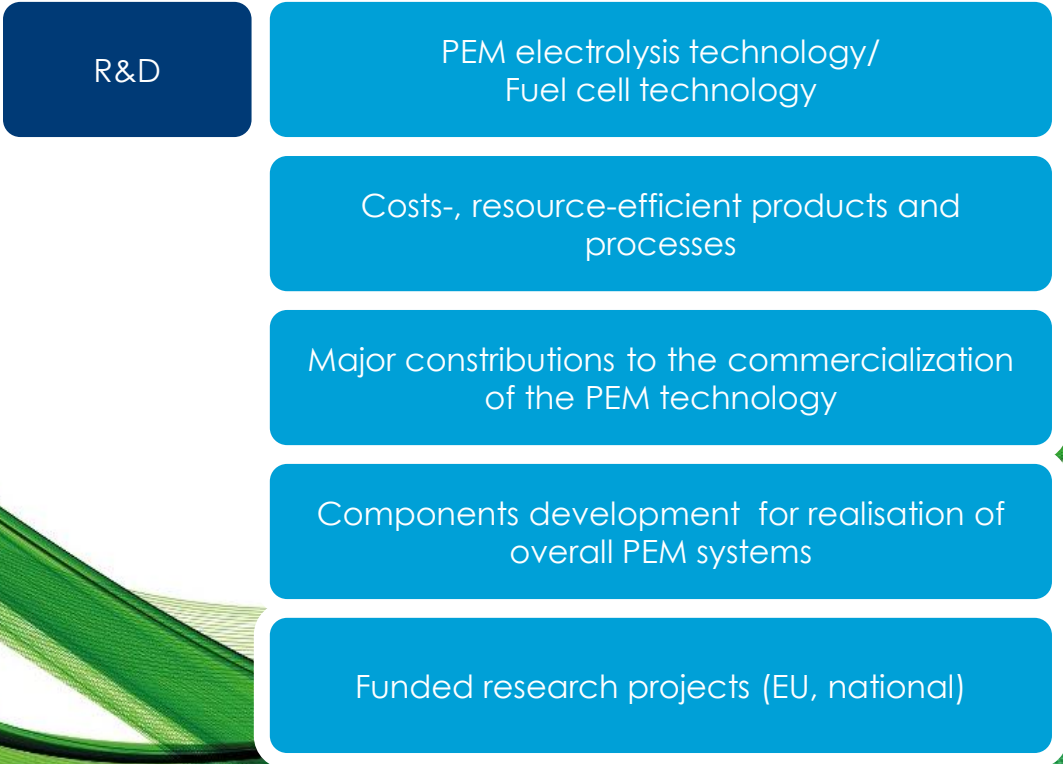 R&D
PEM electrolysis technology/
Fuel cell technology
Costs-, resource-efficient products and
processes
Major constributions to the commercialization
of the PEM technology
Components development  for realisation of
overall PEM systems
Funded research projects (EU, national)